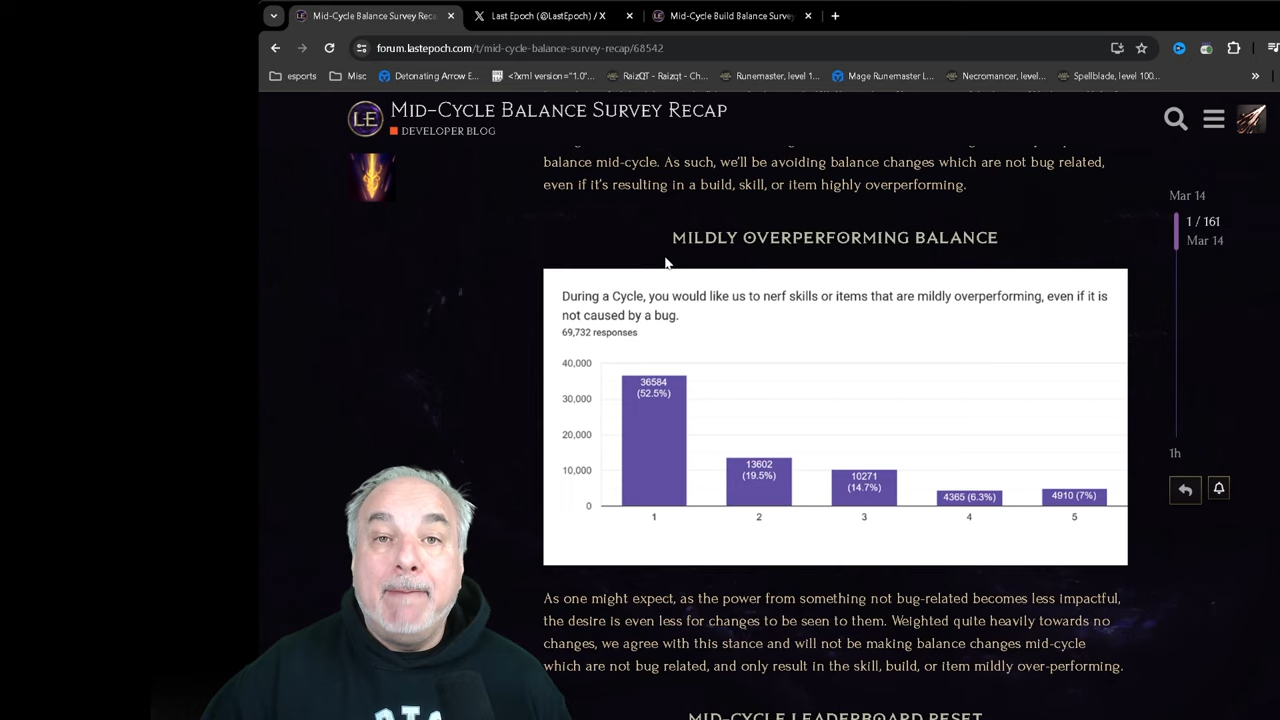 Mid-Cycle Balance Survey Reca
Last Epoch (@LastEpoch) / X
Mid-Cycle Build Balance Survey
forum.lastepoch.com/t/mid-cycle-balance-survey-recap/68542
esports
Misc
Detonating Arrow E...
<?xml version="1.0"...
RaizQT - Raizqt - Ch...
Runemaster, level 1...
Mage Runemaster L...
Necromancer, level...
Spellblade, level 100...
LE
Mid-Cycle Balance Survey Recap
DEVELOPER BLOG
balance mid-cycle. As such, we'll be avoiding balance changes which are not bug related,
even if it's resulting in a build, skill, or item highly overperforming.
Mar 14
1 / 161
Mar 14
1h
MILDLY OVERPERFORMING BALANCE
During a Cycle, you would like us to nerf skills or items that are mildly overperforming, even if it is
not caused by a bug.
69,732 responses
40,000
30,000
20,000
10,000
0
36584
(52.5%)
13602
(19.5%)
10271
(14.7%)
4365 (6.3%)
4910 (7%)
1
2
3
4
5
As one might expect, as the power from something not bug-related becomes less impactful,
the desire is even less for changes to be seen to them. Weighted quite heavily towards no
changes, we agree with this stance and will not be making balance changes mid-cycle
which are not bug related, and only result in the skill, build, or item mildly over-performing.
MID-CYCLE LEADERBOARD RESET